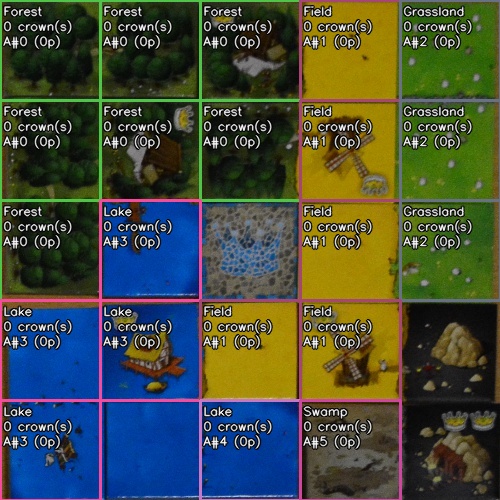 Forest
0 crown(s)
A#0 (0p)
Forest
0 crown(s)
A#0 (0p)
Forest
0 crown(s)
A#0 (0p)
Field
0 crown(s)
A#1 (0p)
Grassland
0 crown(s)
A#2 (0p)
Forest
0 crown(s)
A#0 (0p)
Forest
0 crown(s)
A#0 (0p)
Forest
0 crown(s)
A#0 (0p)
Field
0 crown(s)
A#1 (0p)
Grassland
0 crown(s)
A#2 (0p)
Forest
0 crown(s)
A#0 (0p)
Lake
0 crown(s)
A#3 (0p)
Field
0 crown(s)
A#1 (0p)
Grassland
0 crown(s)
A#2 (0p)
Lake
0 crown(s)
A#3 (0p)
Lake
0 crown(s)
A#3 (0p)
Field
0 crown(s)
A#1 (0p)
Field
0 crown(s)
A#1 (0p)
Lake
0 crown(s)
A#3 (0p)
Lake
0 crown(s)
A#4 (0p)
Swamp
0 crown(s)
A#5 (0p)